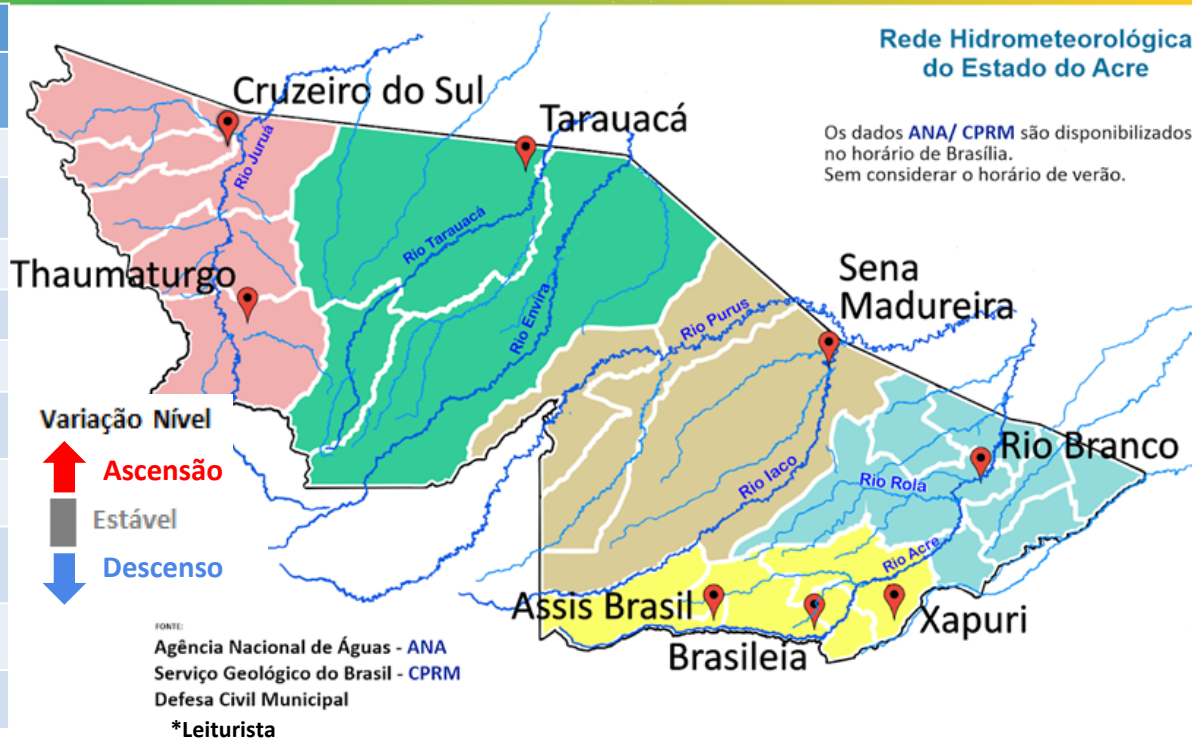 Rede Hidrometeorológica
do Estado do Acre
Os dados ANA/ CPRM são disponibilizados
no horário de Brasília.
Sem considerar o horário de verão.
Cruzeiro do Sul
Tarauacá
Rio Juruá
Rio Tarauacá
Thaumaturgo
Rio Envira
Sena
Madureira
Rio Purus
Variação Nível
Ascensão
Estável
Descenso
Rio Branco
Rio Iaco
Rio Rola
Rio Acre
Assis Brasil
Xapuri
Brasileia
FONTE:
Agência Nacional de Águas - ANA
Serviço Geológico do Brasil - CPRM
Defesa Civil Municipal
*Leiturista